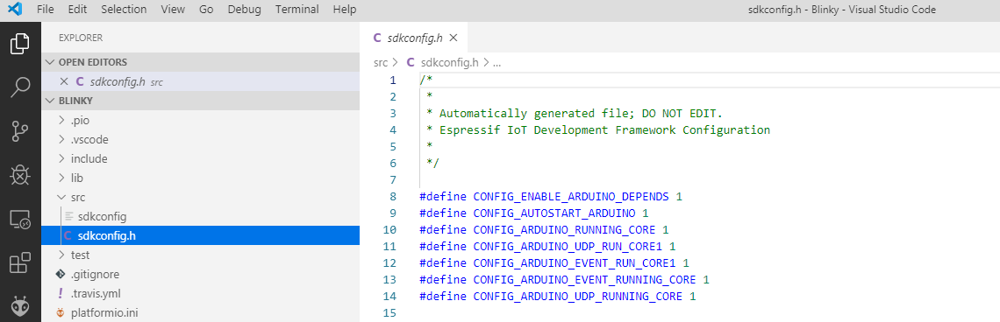 File Edit Selection View Go Debug Terminal Help sdkconfig.h - Blinky - Visual Studio Code
EXPLORER
OPEN EDITORS
sdkconfig.h src
BLINKY
.pio
.vscode
include
lib
src
sdkconfig
C sdkconfig.h
test
.gitignore
! .travis.yml
platformio.ini
C sdkconfig.h
src > C sdkconfig.h > ...
1 /*
2 *
3 * Automatically generated file; DO NOT EDIT.
4 * Espressif IoT Development Framework Configuration
5 *
6 */
7
8 #define CONFIG_ENABLE_ARDUINO_DEPENDS 1
9 #define CONFIG_AUTOSTART_ARDUINO 1
10 #define CONFIG_ARDUINO_RUNNING_CORE 1
11 #define CONFIG_ARDUINO_UDP_RUN_CORE1 1
12 #define CONFIG_ARDUINO_EVENT_RUN_CORE1 1
13 #define CONFIG_ARDUINO_EVENT_RUNNING_CORE 1
14 #define CONFIG_ARDUINO_UDP_RUNNING_CORE 1
15